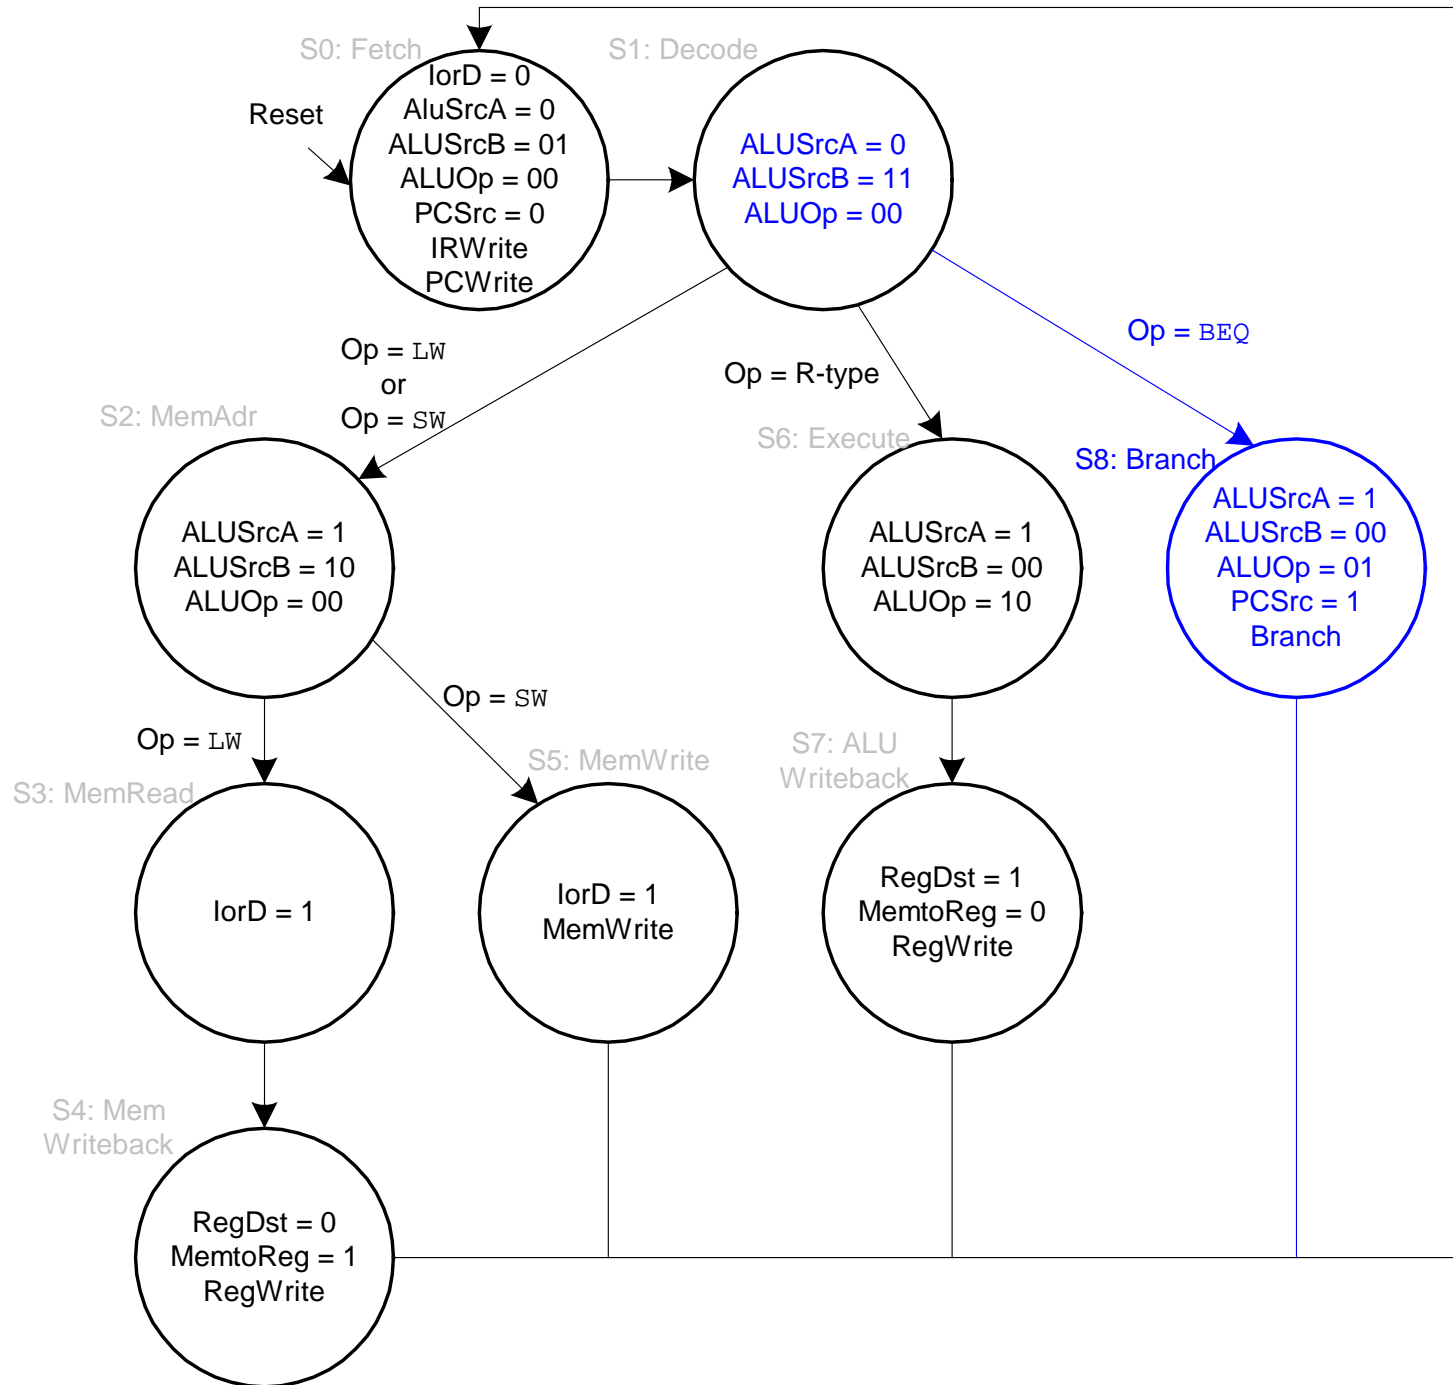 S0: Fetch
S1: Decode
Reset
IorD = 0
AluSrcA = 0
ALUSrcB = 01
ALUOp = 00
PCSrc = 0
IRWrite
PCWrite
ALUSrcA = 0
ALUSrcB = 11
ALUOp = 00
Op = LW
or
Op = SW
Op = R-type
Op = BEQ
S2: MemAdr
S6: Execute
S8: Branch
ALUSrcA = 1
ALUSrcB = 10
ALUOp = 00
ALUSrcA = 1
ALUSrcB = 00
ALUOp = 10
ALUSrcA = 1
ALUSrcB = 00
ALUOp = 01
PCSrc = 1
Branch
Op = LW
Op = SW
S3: MemRead
S5: MemWrite
S7: ALU
Writeback
IorD = 1
IorD = 1
MemWrite
RegDst = 1
MemtoReg = 0
RegWrite
S4: Mem
Writeback
RegDst = 0
MemtoReg = 1
RegWrite